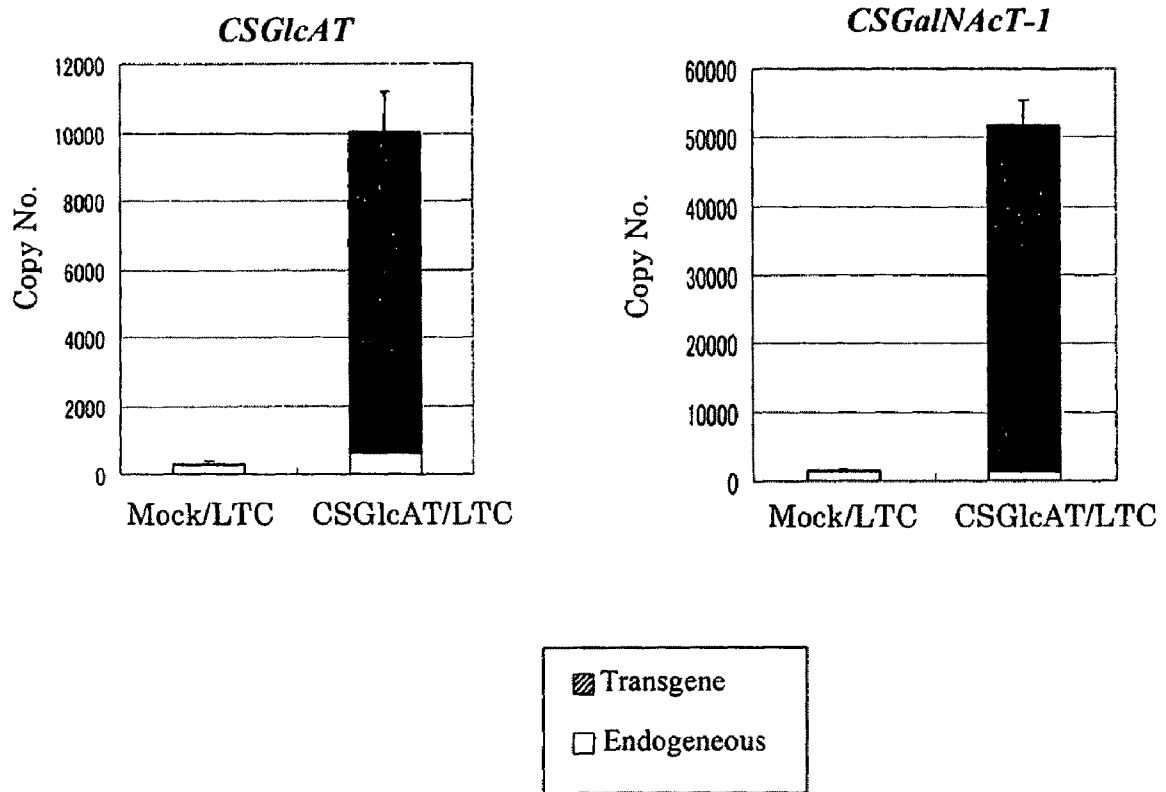 CSGlcAT
12000
10000
8000
6000
4000
2000
0
Copy No.
Mock/LTC
CSGlcAT/LTC
CSGalNAcT-1
60000
50000
40000
30000
20000
10000
0
Copy No.
Mock/LTC
CSGlcAT/LTC
Transgene
Endogeneous